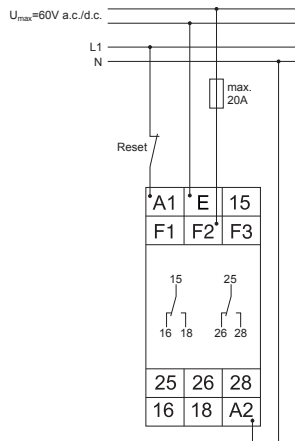 Umax=60V a.c./d.c.
L1
N
max.
20A
Reset
A1 E 15
F1 F2 F3
15 25
16 18 26 28
25 26 28
16 18 A2